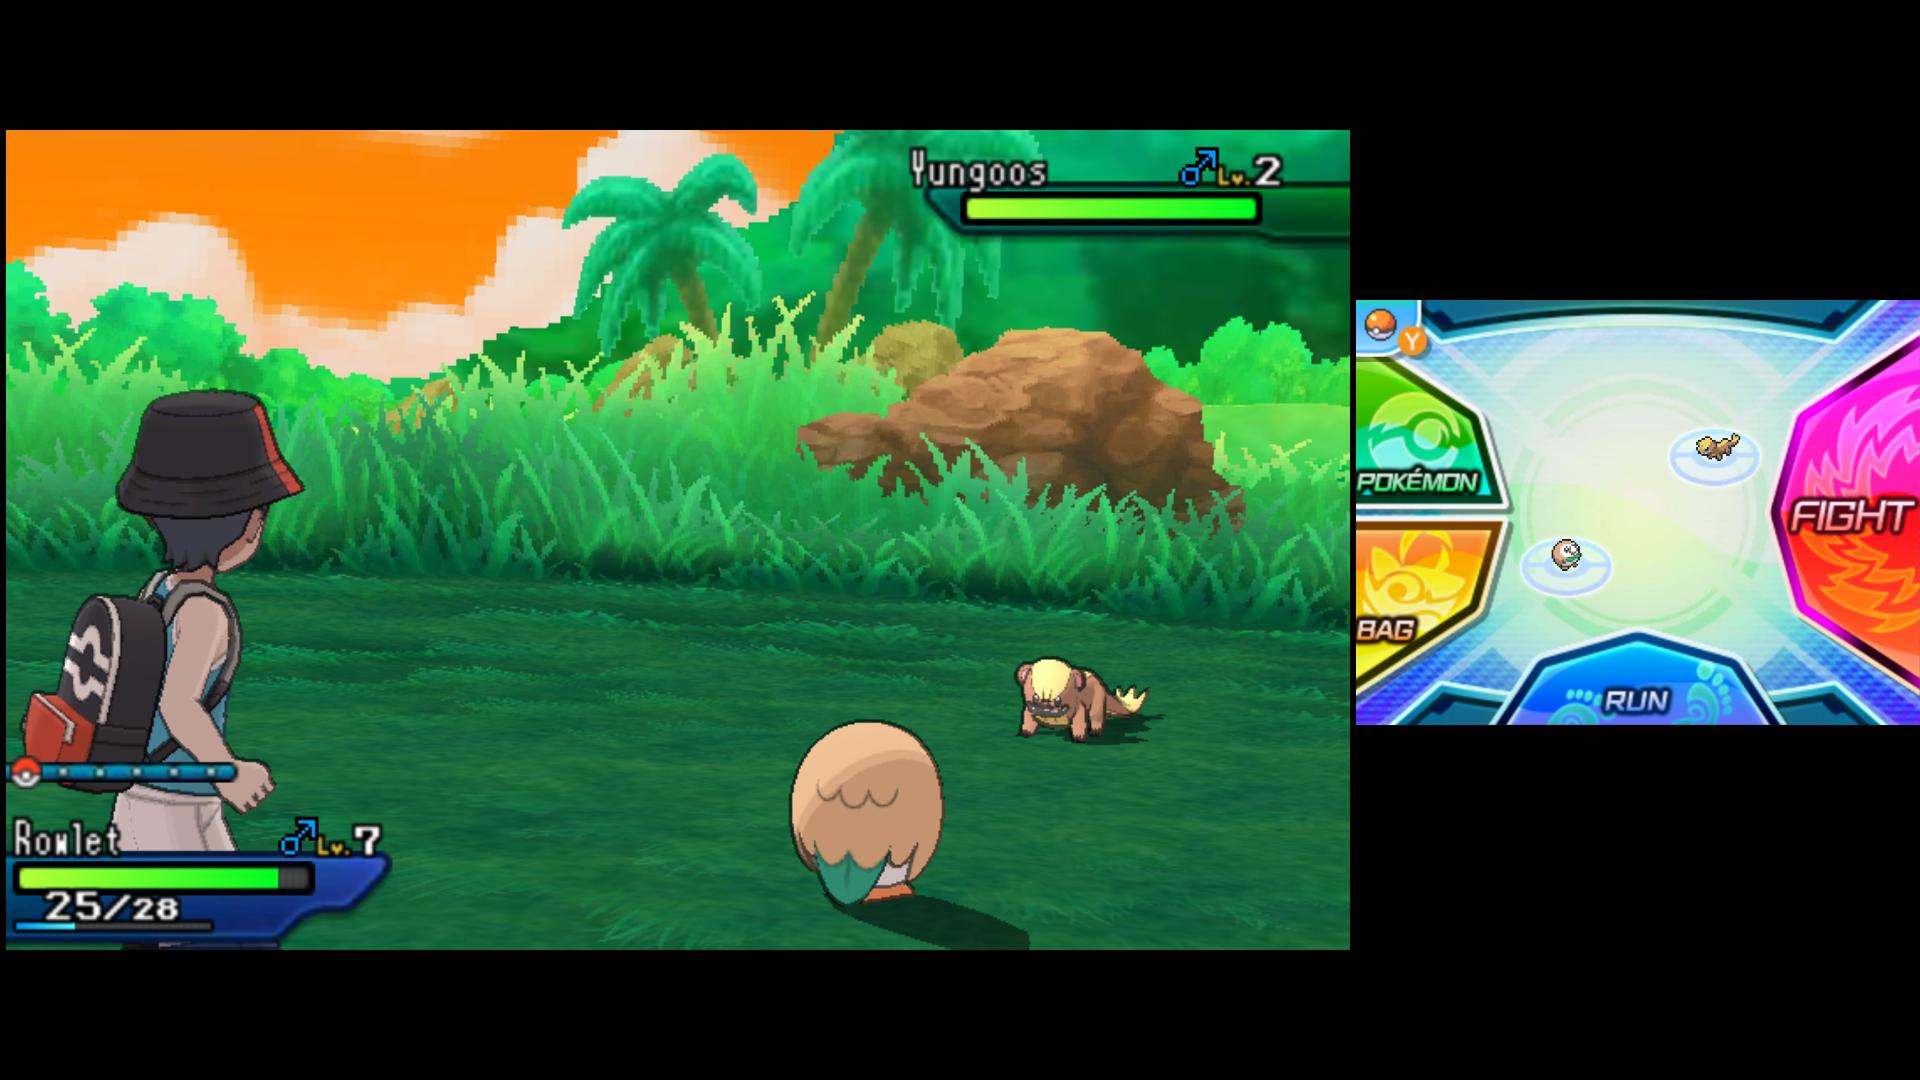 Yungoos ♂ Lv. 2
Rowlet ♂ Lv. 7
25/28
Y
POKÉMON
FIGHT
BAG
RUN